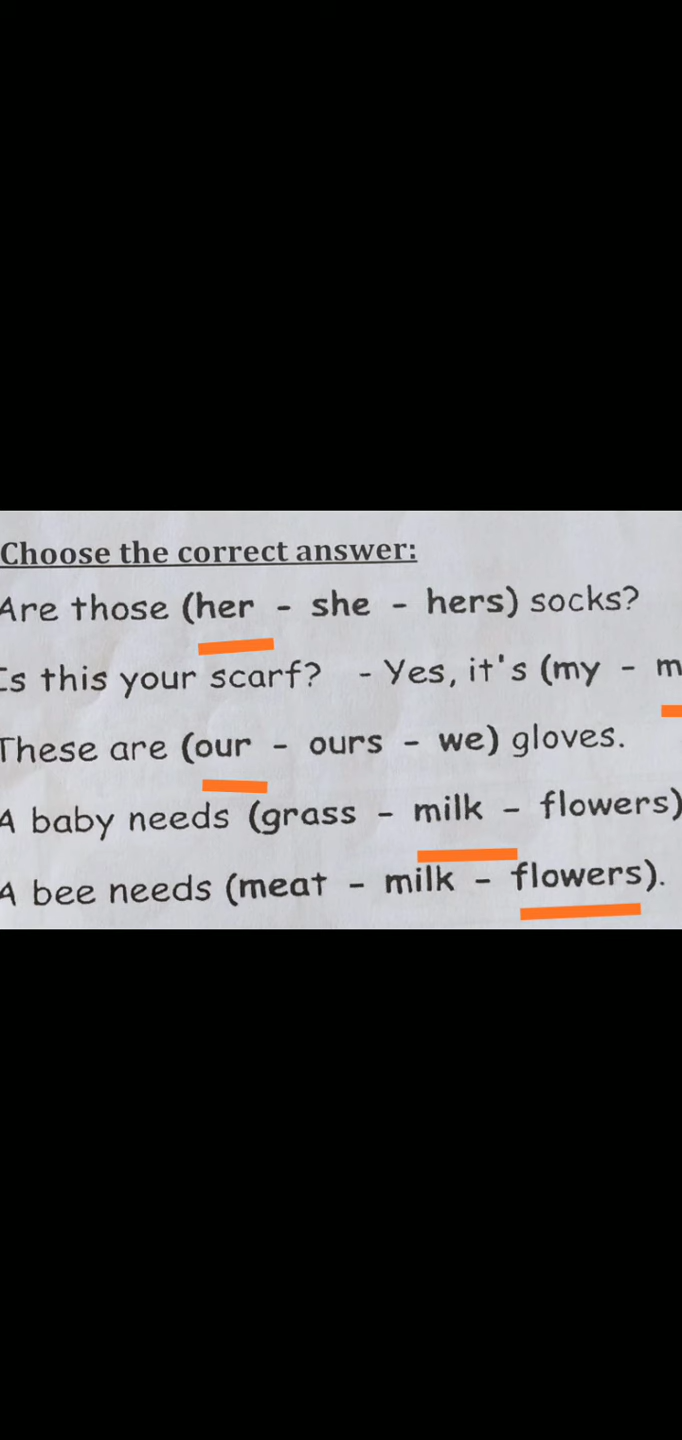 Choose the correct answer:
Are those (her - she - hers) socks?
Is this your scarf? - Yes, it's (my - m
These are (our - ours - we) gloves.
A baby needs (grass - milk - flowers)
A bee needs (meat - milk - flowers).